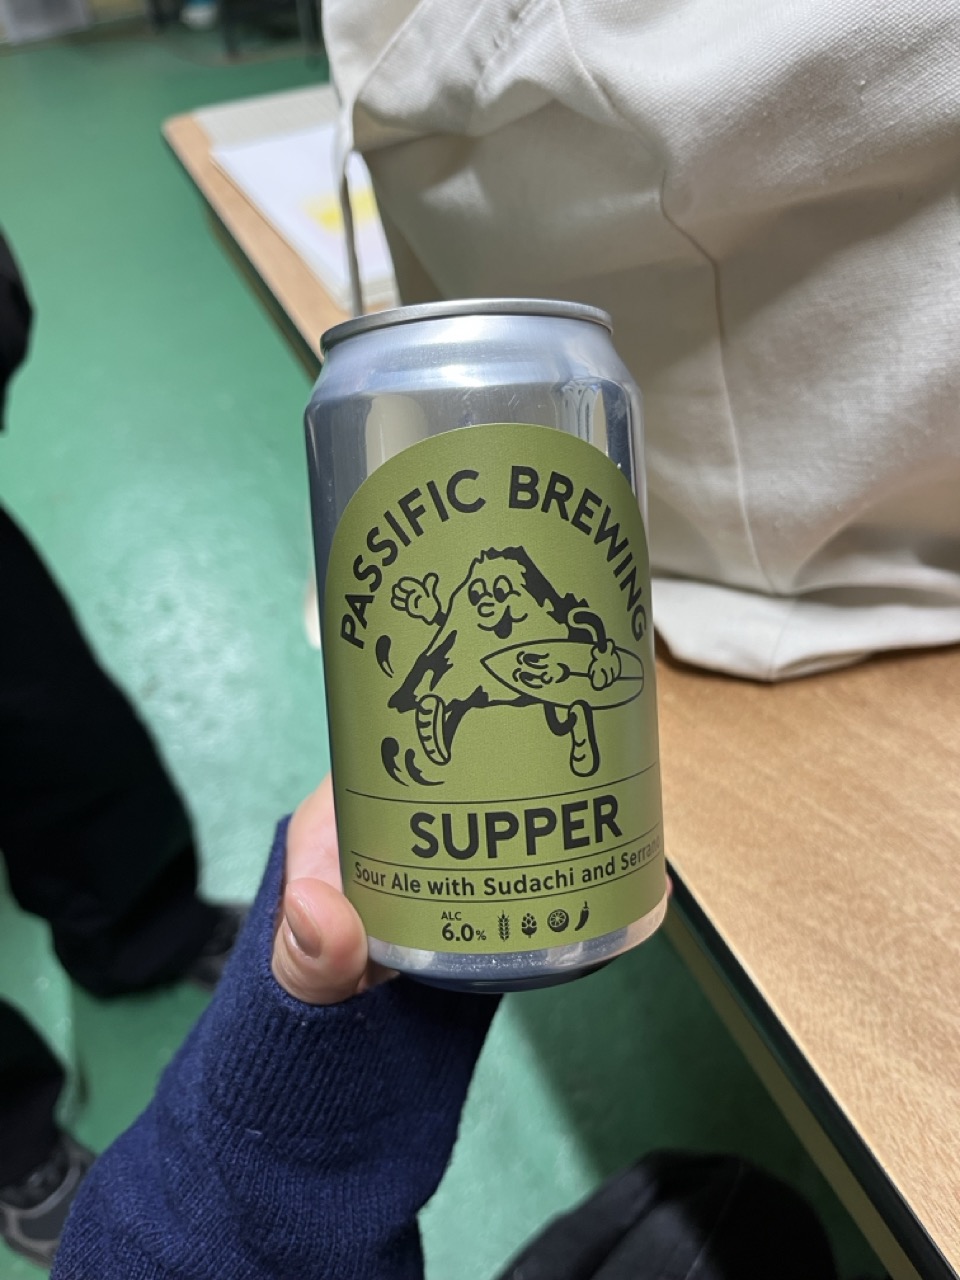 PASSIFIC BREWING
SUPPER
Sour Ale with Sudachi and Serrano
ALC
6.0%